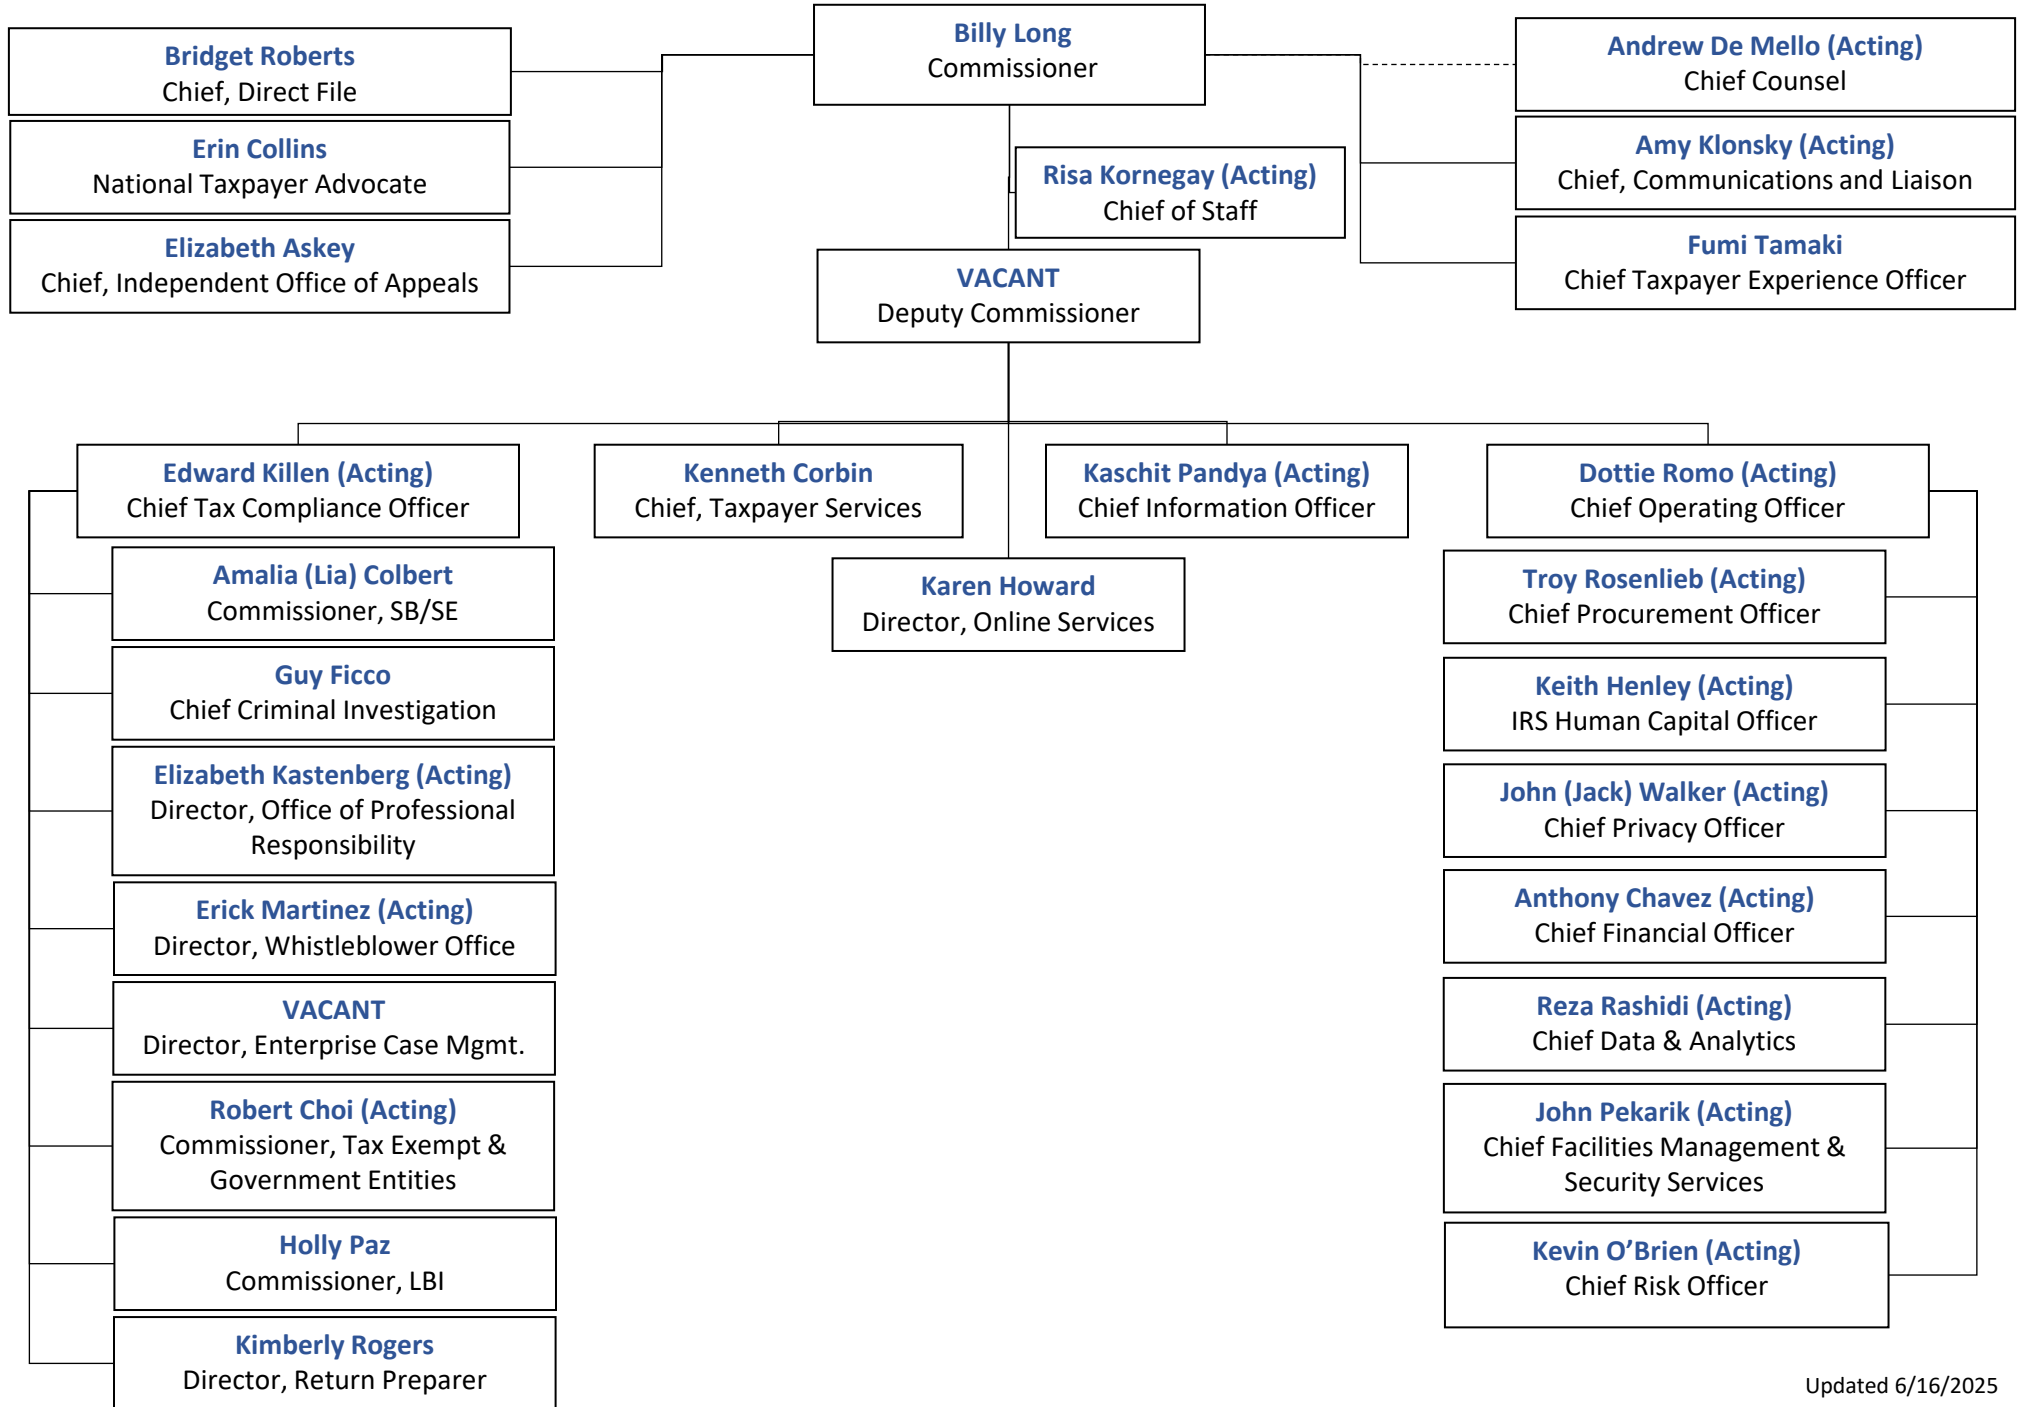 Billy Long
Commissioner
Bridget Roberts
Chief, Direct File
Erin Collins
National Taxpayer Advocate
Elizabeth Askey
Chief, Independent Office of Appeals
Andrew De Mello (Acting)
Chief Counsel
Amy Klonsky (Acting)
Chief, Communications and Liaison
Fumi Tamaki
Chief Taxpayer Experience Officer
Risa Kornegay (Acting)
Chief of Staff
VACANT
Deputy Commissioner
Edward Killen (Acting)
Chief Tax Compliance Officer
Amalia (Lia) Colbert
Commissioner, SB/SE
Guy Ficco
Chief Criminal Investigation
Elizabeth Kastenberg (Acting)
Director, Office of Professional
Responsibility
Erick Martinez (Acting)
Director, Whistleblower Office
VACANT
Director, Enterprise Case Mgmt.
Robert Choi (Acting)
Commissioner, Tax Exempt &
Government Entities
Holly Paz
Commissioner, LBI
Kimberly Rogers
Director, Return Preparer
Kenneth Corbin
Chief, Taxpayer Services
Karen Howard
Director, Online Services
Kaschit Pandya (Acting)
Chief Information Officer
Dottie Romo (Acting)
Chief Operating Officer
Troy Rosenlieb (Acting)
Chief Procurement Officer
Keith Henley (Acting)
IRS Human Capital Officer
John (Jack) Walker (Acting)
Chief Privacy Officer
Anthony Chavez (Acting)
Chief Financial Officer
Reza Rashidi (Acting)
Chief Data & Analytics
John Pekarik (Acting)
Chief Facilities Management &
Security Services
Kevin O’Brien (Acting)
Chief Risk Officer
Updated 6/16/2025